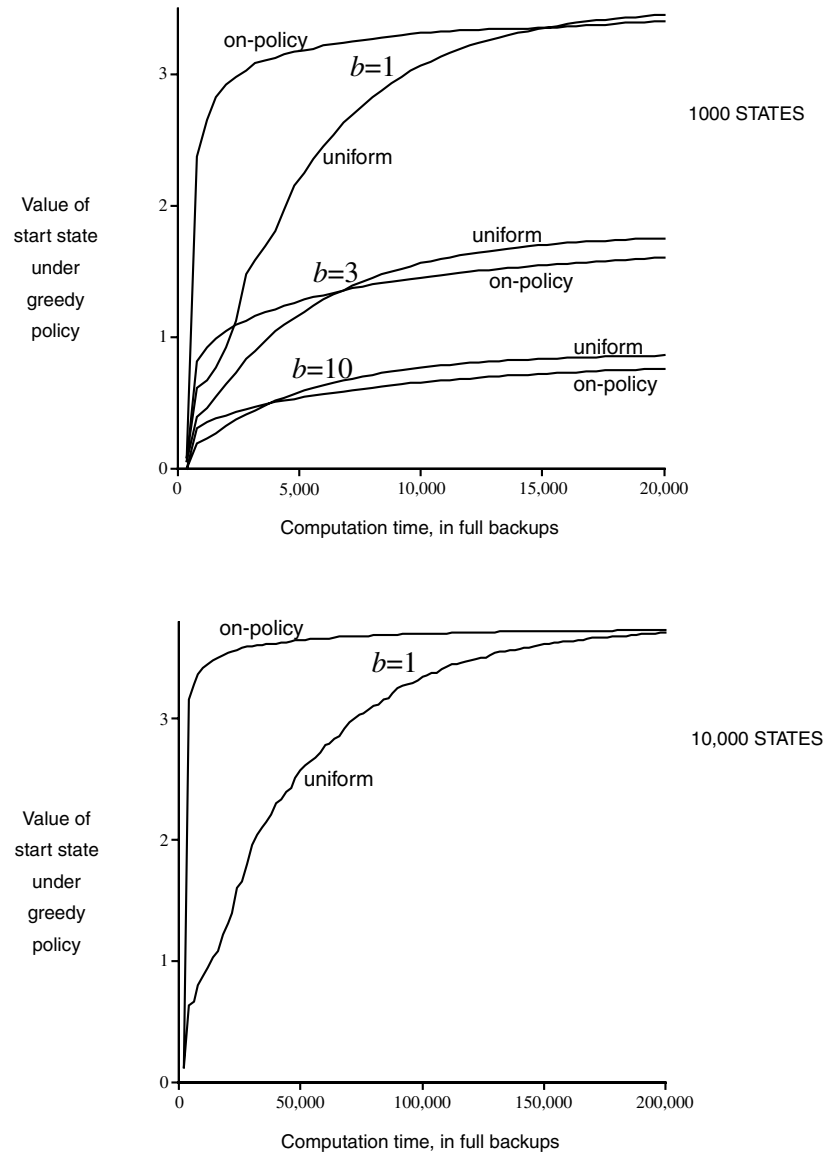 on-policy
b=1
3
1000 STATES
uniform
Value of
start state
under
greedy
policy
2
uniform
b=3
on-policy
1
uniform
b=10
on-policy
0
0
5,000
10,000
15,000
20,000
Computation time, in full backups
on-policy
b=1
3
10,000 STATES
uniform
Value of
start state
under
greedy
policy
2
1
0
0
50,000
100,000
150,000
200,000
Computation time, in full backups